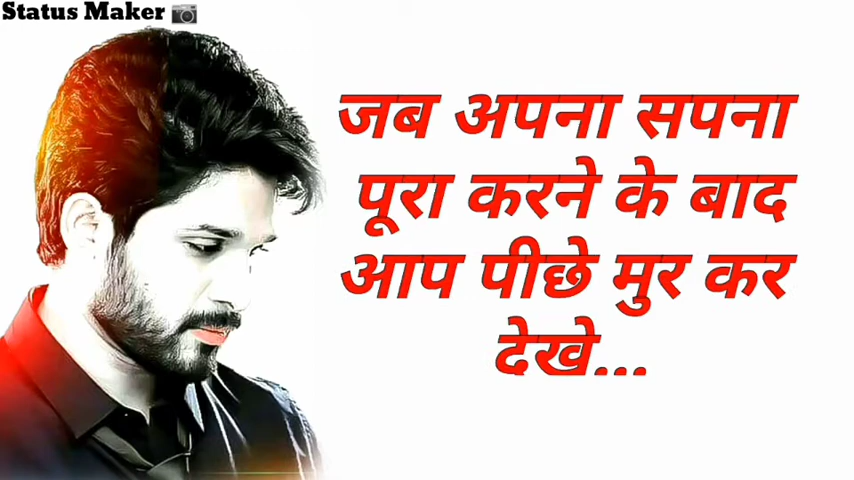 Status Maker
जब अपना सपना
पूरा करने के बाद
आप पीछे मुर कर
देखे...